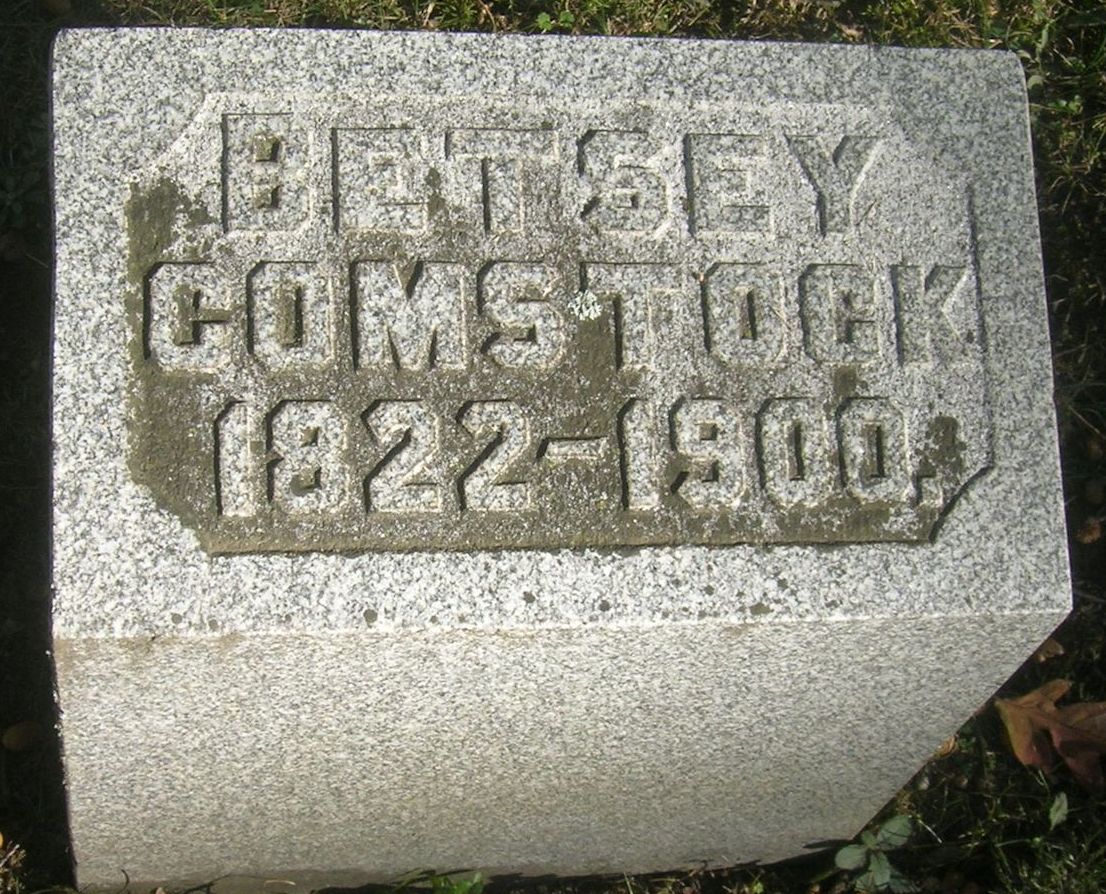 BETSEY
COMSTOCK.
1822-1900.